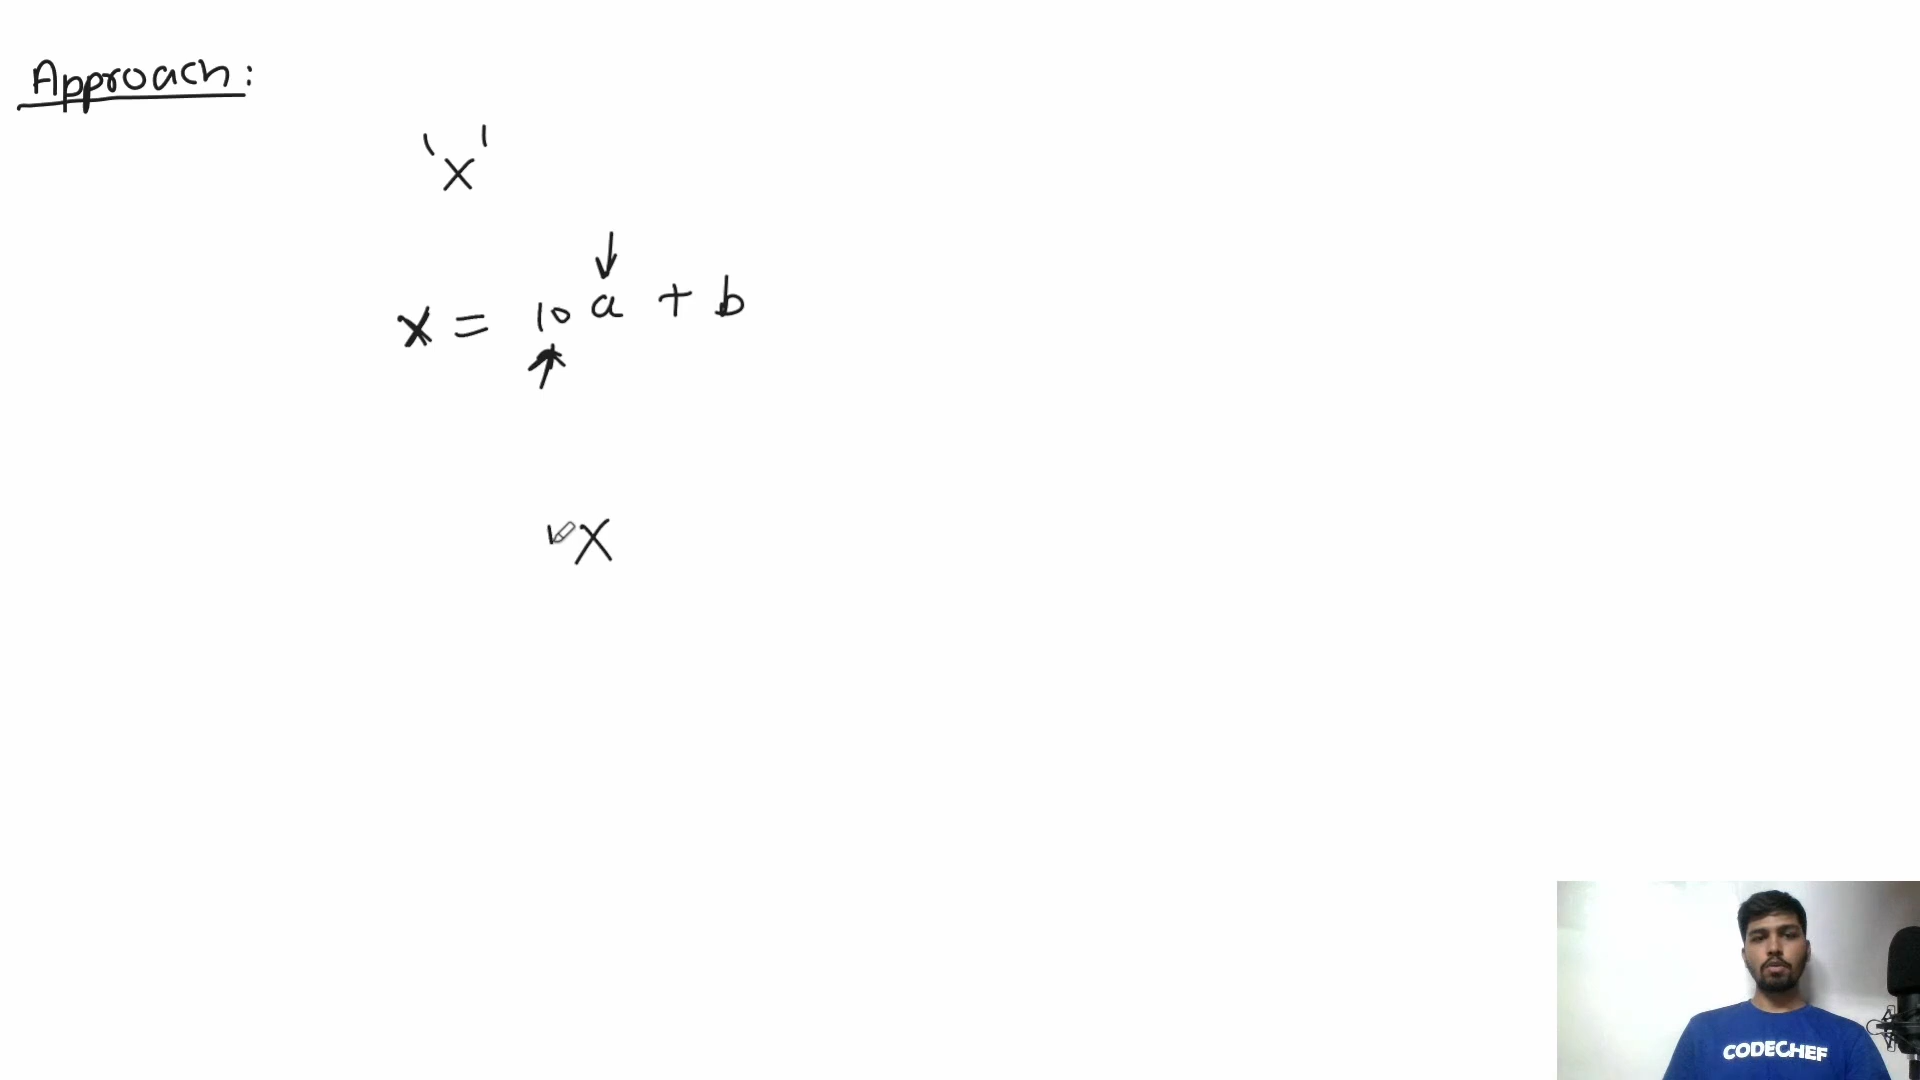 Approach:
'x'
x = 10a + b
x
CODECHEF